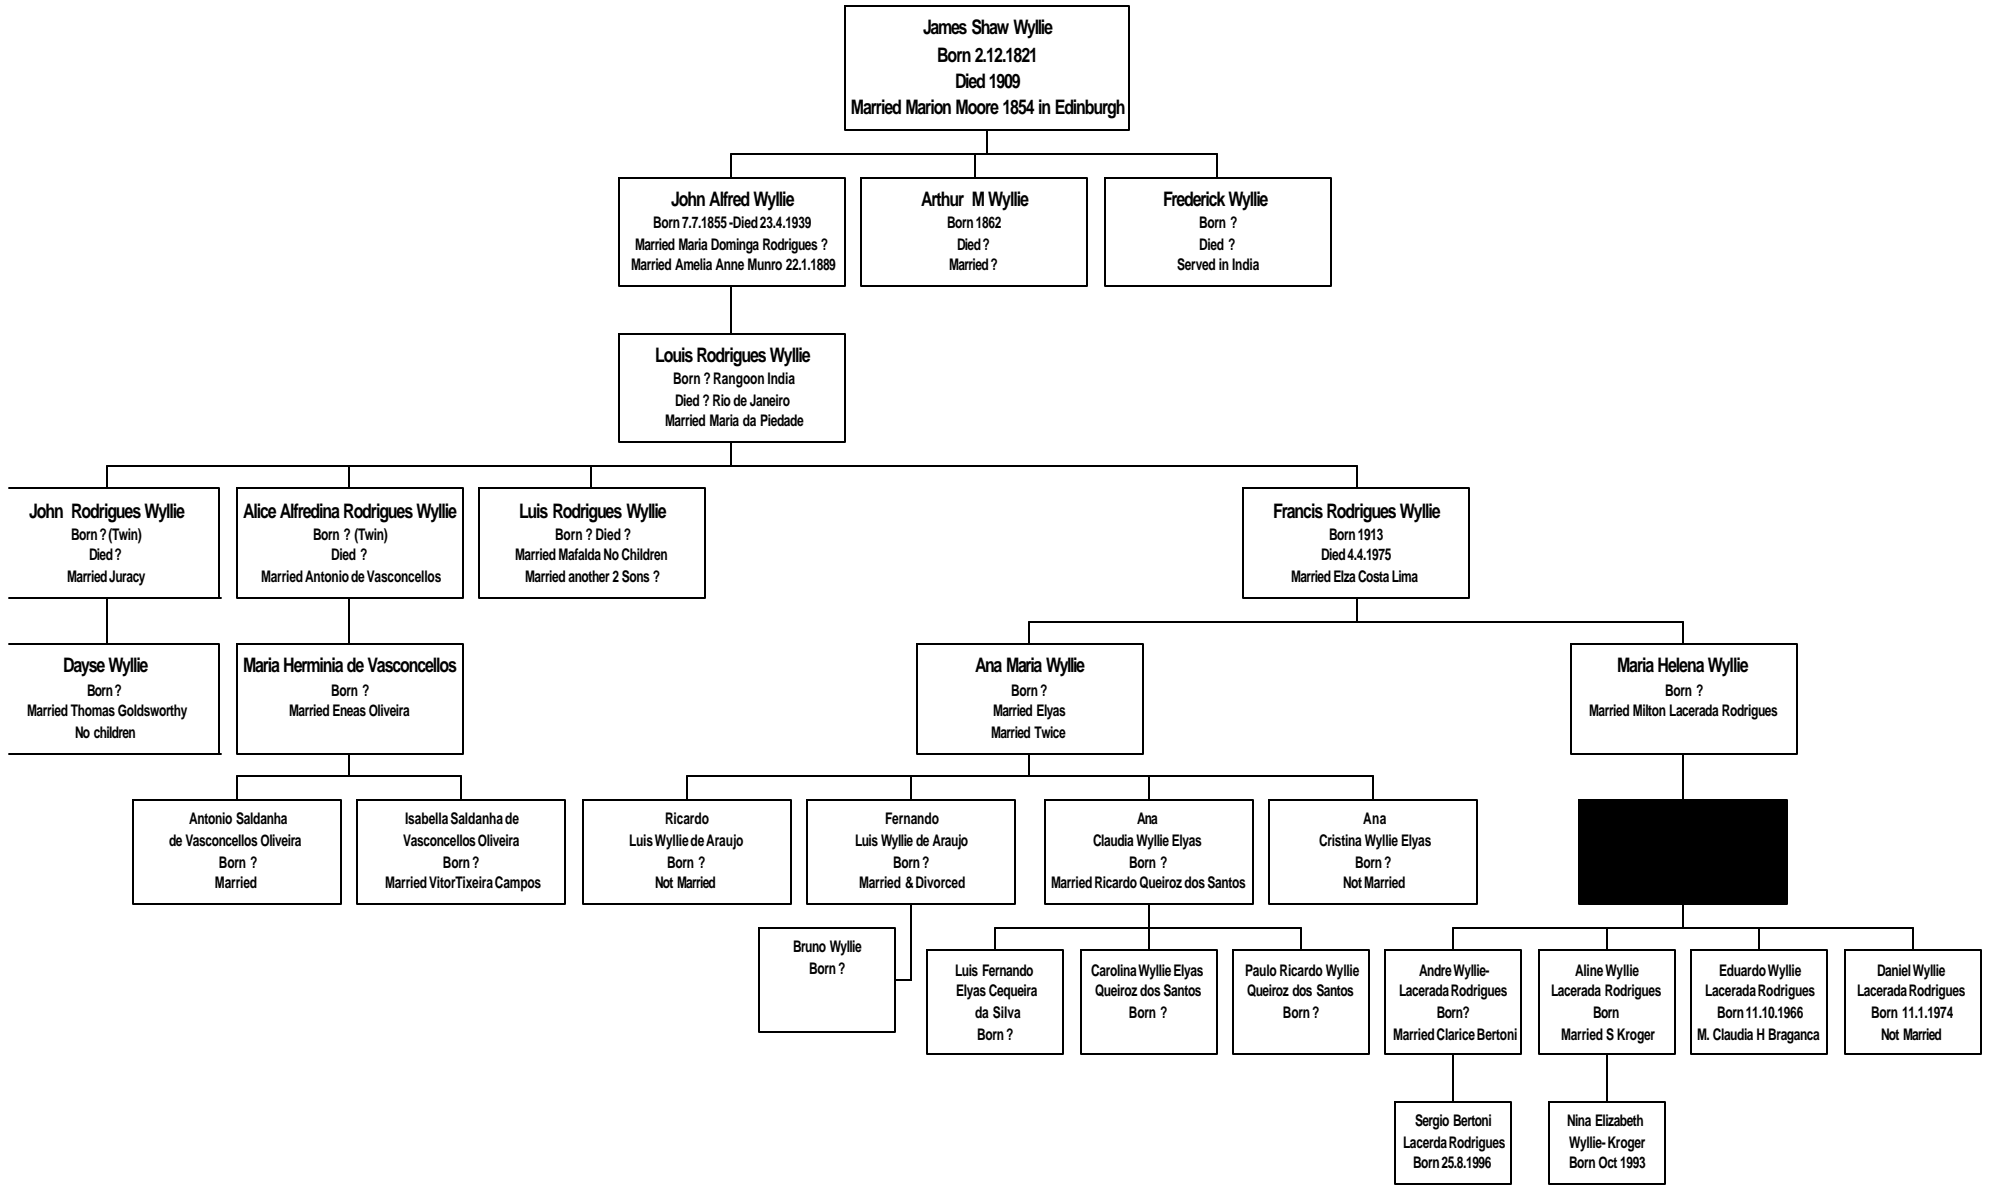 James Shaw Wyllie
Born 2.12.1821
Died 1909
Married Marion Moore 1854 in Edinburgh
John Alfred Wyllie
Born 7.7.1855 -Died 23.4.1939
Married Maria Dominga Rodrigues ?
Married Amelia Anne Munro 22.1.1889
Arthur M Wyllie
Born 1862
Died ?
Married ?
Frederick Wyllie
Born ?
Died ?
Served in India
Louis Rodrigues Wyllie
Born ? Rangoon India
Died ? Rio de Janeiro
Married Maria da Piedade
John Rodrigues Wyllie
Born ? (Twin)
Died ?
Married Juracy
Alice Alfredina Rodrigues Wyllie
Born ? (Twin)
Died ?
Married Antonio de Vasconcellos
Luis Rodrigues Wyllie
Born ? Died ?
Married Mafalda No Children
Married another 2 Sons ?
Francis Rodrigues Wyllie
Born 1913
Died 4.4.1975
Married Elza Costa Lima
Dayse Wyllie
Born ?
Married Thomas Goldsworthy
No children
Maria Herminia de Vasconcellos
Born ?
Married Eneas Oliveira
Ana Maria Wyllie
Born ?
Married Elyas
Married Twice
Maria Helena Wyllie
Born ?
Married Milton Lacerada Rodrigues
Antonio Saldanha
de Vasconcellos Oliveira
Born ?
Married
Isabella Saldanha de
Vasconcellos Oliveira
Born ?
Married VitorTixeira Campos
Ricardo
Luis Wyllie de Araujo
Born ?
Not Married
Fernando
Luis Wyllie de Araujo
Born ?
Married & Divorced
Ana
Claudia Wyllie Elyas
Born ?
Married Ricardo Queiroz dos Santos
Ana
Cristina Wyllie Elyas
Born ?
Not Married
Bruno Wyllie
Born ?
Luis Fernando
Elyas Cequeira
da Silva
Born ?
Carolina Wyllie Elyas
Queiroz dos Santos
Born ?
Paulo Ricardo Wyllie
Queiroz dos Santos
Born ?
Andre Wyllie-
Lacerada Rodrigues
Born?
Married Clarice Bertoni
Aline Wyllie
Lacerada Rodrigues
Born
Married S Kroger
Eduardo Wyllie
Lacerada Rodrigues
Born 11.10.1966
M. Claudia H Braganca
Daniel Wyllie
Lacerada Rodrigues
Born 11.1.1974
Not Married
Sergio Bertoni
Lacerda Rodrigues
Born 25.8.1996
Nina Elizabeth
Wyllie- Kroger
Born Oct 1993